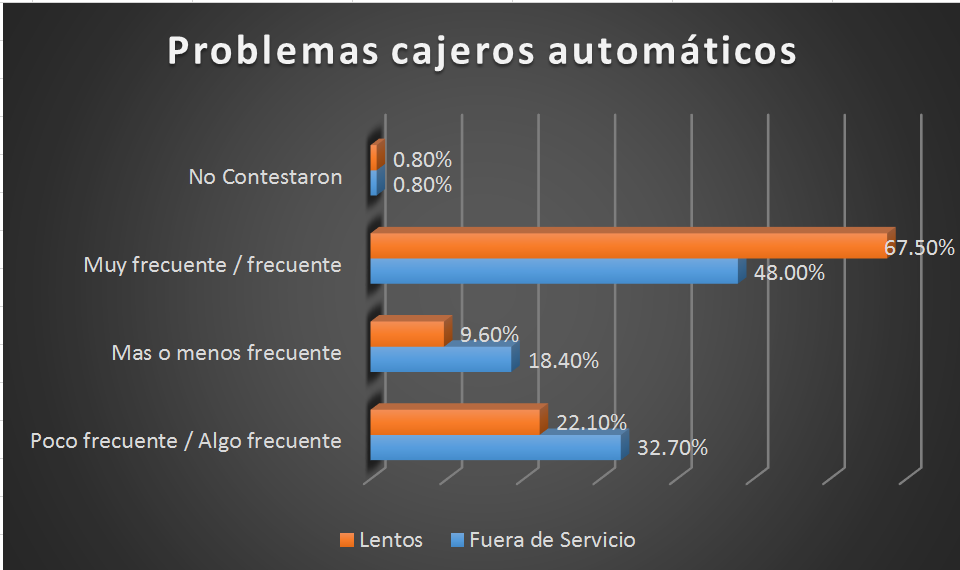 Problemas cajeros automáticos
No Contestaron
0.80%
0.80%
Muy frecuente / frecuente
67.50%
48.00%
Mas o menos frecuente
9.60%
18.40%
Poco frecuente / Algo frecuente
22.10%
32.70%
Lentos
Fuera de Servicio